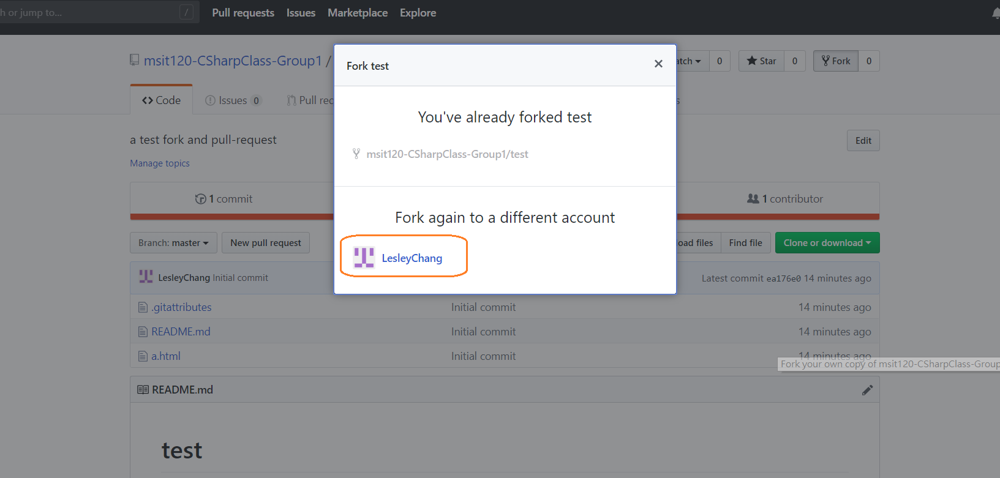 h or jump to... / Pull requests Issues Marketplace Explore
msit120-CSharpClass-Group1 / atch 0 Star 0 Fork 0
Fork test
Code Issues 0 Pull req
You've already forked test
msit120-CSharpClass-Group1/test
a test fork and pull-request Edit
Manage topics
1 commit 1 contributor
Fork again to a different account
LesleyChang
Branch: master New pull request oad files Find file Clone or download
LesleyChang Initial commit Latest commit ea176e0 14 minutes ago
.gitattributes Initial commit 14 minutes ago
README.md Initial commit 14 minutes ago
a.html Initial commit 14 minutes ago
Fork your own copy of msit120-CSharpClass-Group
README.md
test